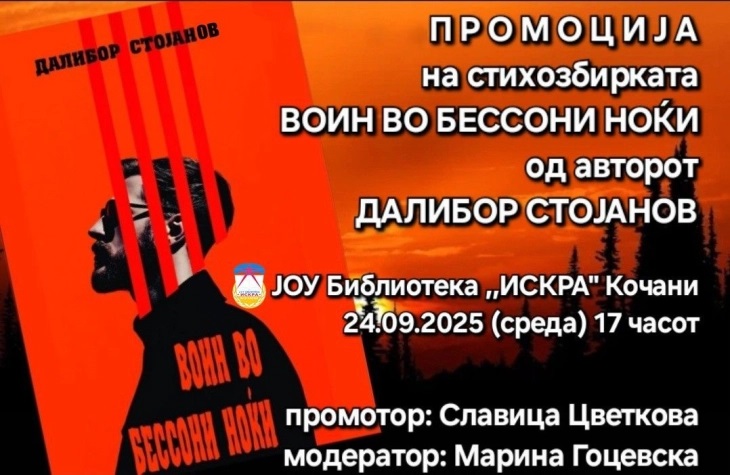 ДАЛИБОР СТОЈАНОВ
ВОИН ВО
БЕССОНИ НОЌИ
ПРОМОЦИЈА
на стихозбирката
ВОИН ВО БЕССОНИ НОЌИ
од авторот
ДАЛИБОР СТОЈАНОВ
ИСКРА
ЈОУ Библиотека ,,ИСКРА" Кочани
24.09.2025 (среда) 17 часот
промотор: Славица Цветкова
модератор: Марина Гоцевска